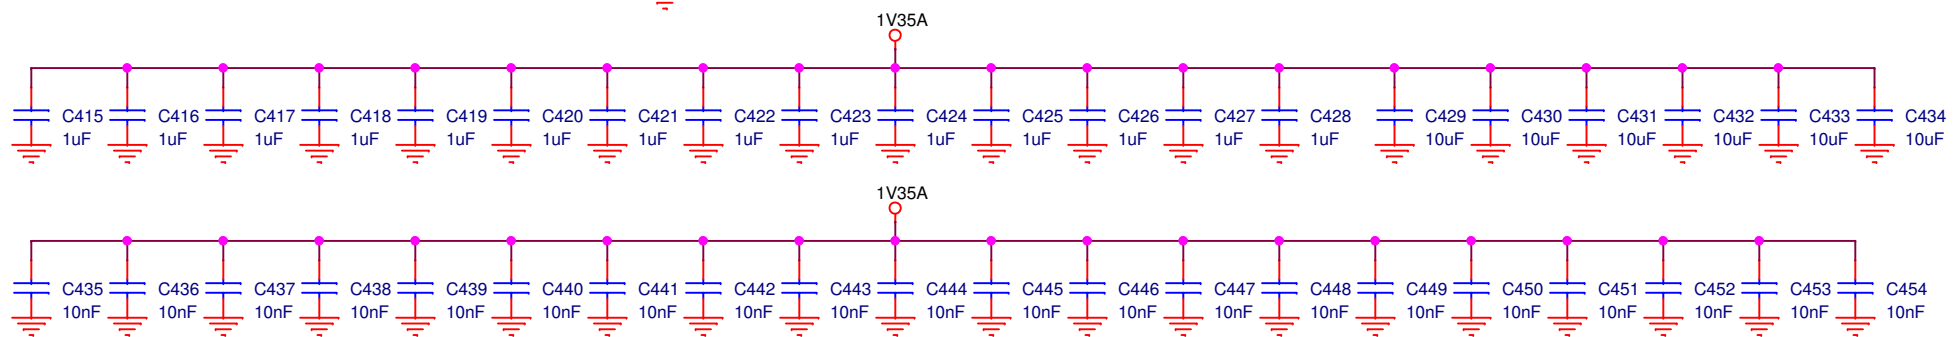 1V35A
C415 C416 C417 C418 C419 C420 C421 C422 C423 C424 C425 C426 C427 C428 C429 C430 C431 C432 C433 C434
1uF 1uF 1uF 1uF 1uF 1uF 1uF 1uF 1uF 1uF 1uF 1uF 1uF 1uF 10uF 10uF 10uF 10uF 10uF 10uF
1V35A
C435 C436 C437 C438 C439 C440 C441 C442 C443 C444 C445 C446 C447 C448 C449 C450 C451 C452 C453 C454
10nF 10nF 10nF 10nF 10nF 10nF 10nF 10nF 10nF 10nF 10nF 10nF 10nF 10nF 10nF 10nF 10nF 10nF 10nF 10nF